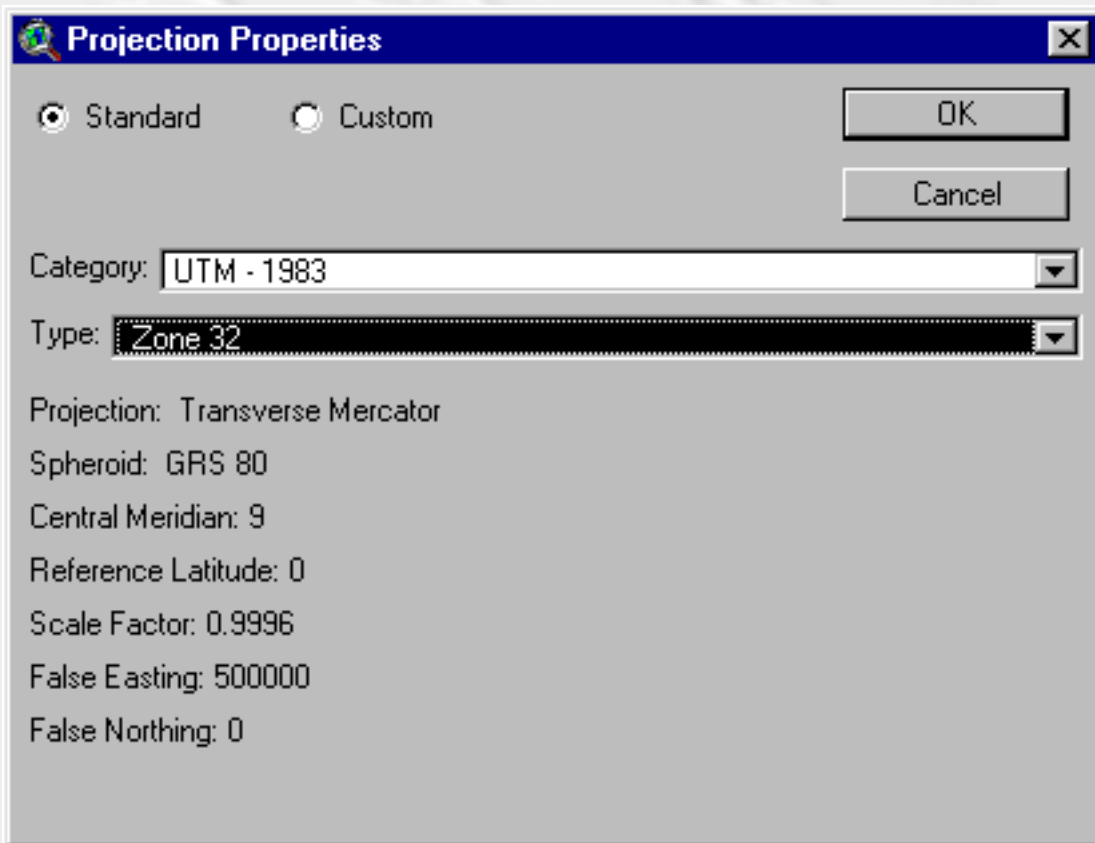 Projection Properties
Standard Custom OK
Cancel
Category: UTM - 1983
Type: Zone 32
Projection: Transverse Mercator
Spheroid: GRS 80
Central Meridian: 9
Reference Latitude: 0
Scale Factor: 0.9996
False Easting: 500000
False Northing: 0